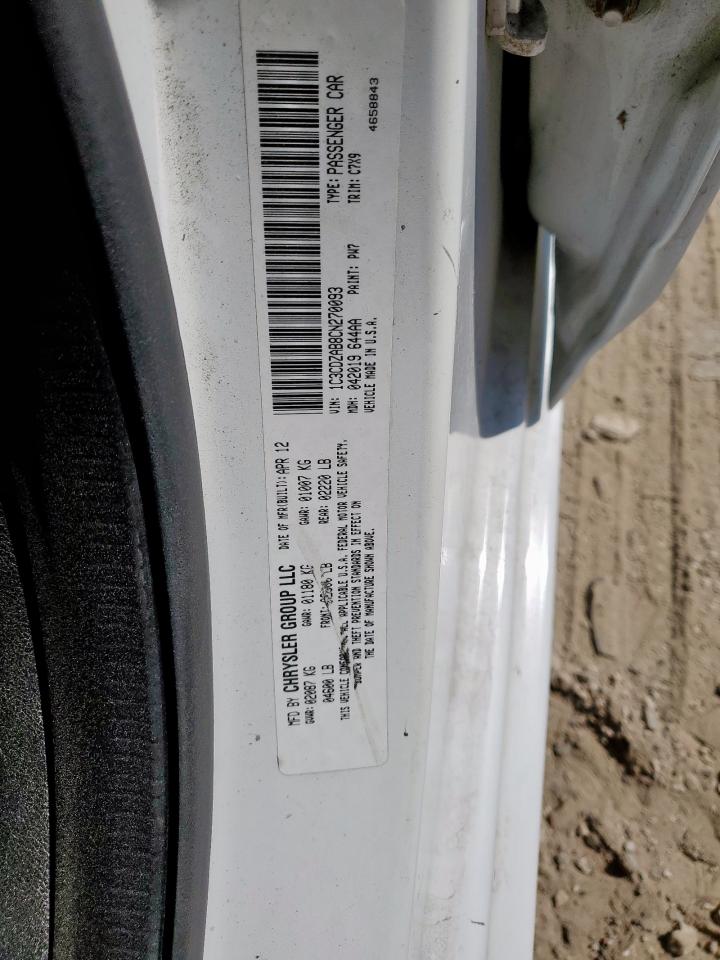 MFD BY CHRYSLER GROUP LLC DATE OF MFR(BUILT): APR 12
GVWR: 02087 KG GAWR: 01180 KG GAWR: 01007 KG
04600 LB FRONT: LB REAR: 02220 LB
THIS VEHICLE ALL APPLICABLE U.S.A. FEDERAL MOTOR VEHICLE SAFETY,
BUMPER AND THEFT PREVENTION STANDARDS IN EFFECT ON
THE DATE OF MANUFACTURE SHOWN ABOVE.
VIN: 1C3CDZAB8CN270093 TYPE: PASSENGER CAR
MDH: 042019 644AA PAINT: PW7 TRIM: C7X9
VEHICLE MADE IN U.S.A. 4658843